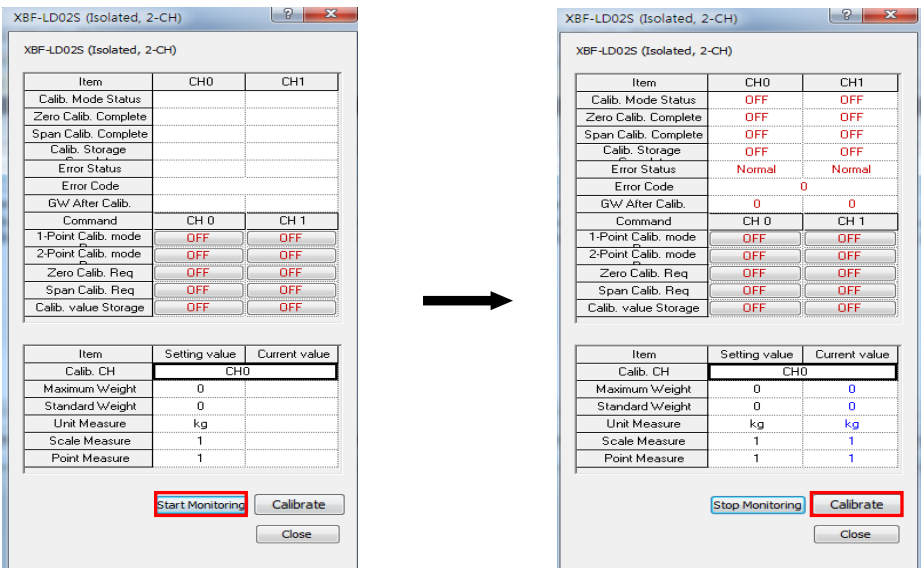 XBF-LD02S (Isolated, 2-CH)
XBF-LD02S (Isolated, 2-CH)
Item CH0 CH1
Calib. Mode Status
Zero Calib. Complete
Span Calib. Complete
Calib. Storage
Error Status
Error Code
GW After Calib.
Command CH 0 CH 1
1-Point Calib. mode OFF OFF
2-Point Calib. mode OFF OFF
Zero Calib. Req OFF OFF
Span Calib. Req OFF OFF
Calib. value Storage OFF OFF
Item Setting value Current value
Calib. CH CH0
Maximum Weight 0
Standard Weight 0
Unit Measure kg
Scale Measure 1
Point Measure 1
Start Monitoring Calibrate
Close
XBF-LD02S (Isolated, 2-CH)
XBF-LD02S (Isolated, 2-CH)
Item CH0 CH1
Calib. Mode Status OFF OFF
Zero Calib. Complete OFF OFF
Span Calib. Complete OFF OFF
Calib. Storage OFF OFF
Error Status Normal Normal
Error Code 0
GW After Calib. 0 0
Command CH 0 CH 1
1-Point Calib. mode OFF OFF
2-Point Calib. mode OFF OFF
Zero Calib. Req OFF OFF
Span Calib. Req OFF OFF
Calib. value Storage OFF OFF
Item Setting value Current value
Calib. CH CH0
Maximum Weight 0 0
Standard Weight 0 0
Unit Measure kg kg
Scale Measure 1 1
Point Measure 1 1
Stop Monitoring Calibrate
Close